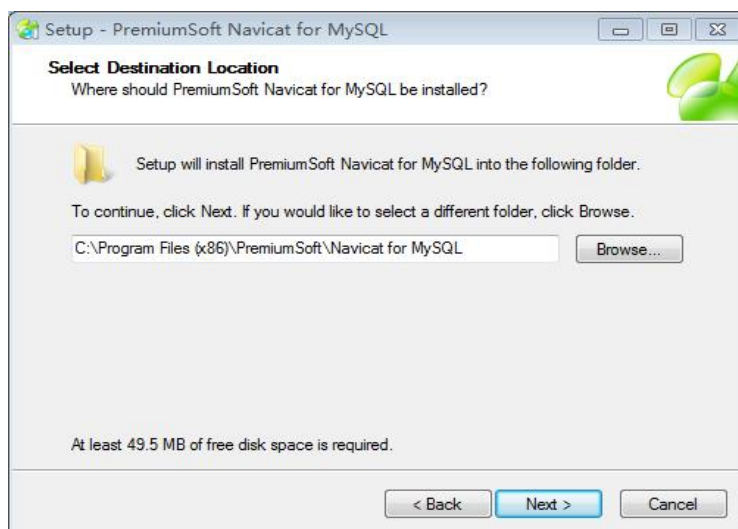 Setup - PremiumSoft Navicat for MySQL
Select Destination Location
Where should PremiumSoft Navicat for MySQL be installed?
Setup will install PremiumSoft Navicat for MySQL into the following folder.
To continue, click Next. If you would like to select a different folder, click Browse.
C:\Program Files (x86)\PremiumSoft\Navicat for MySQL
Browse...
At least 49.5 MB of free disk space is required.
< Back
Next >
Cancel